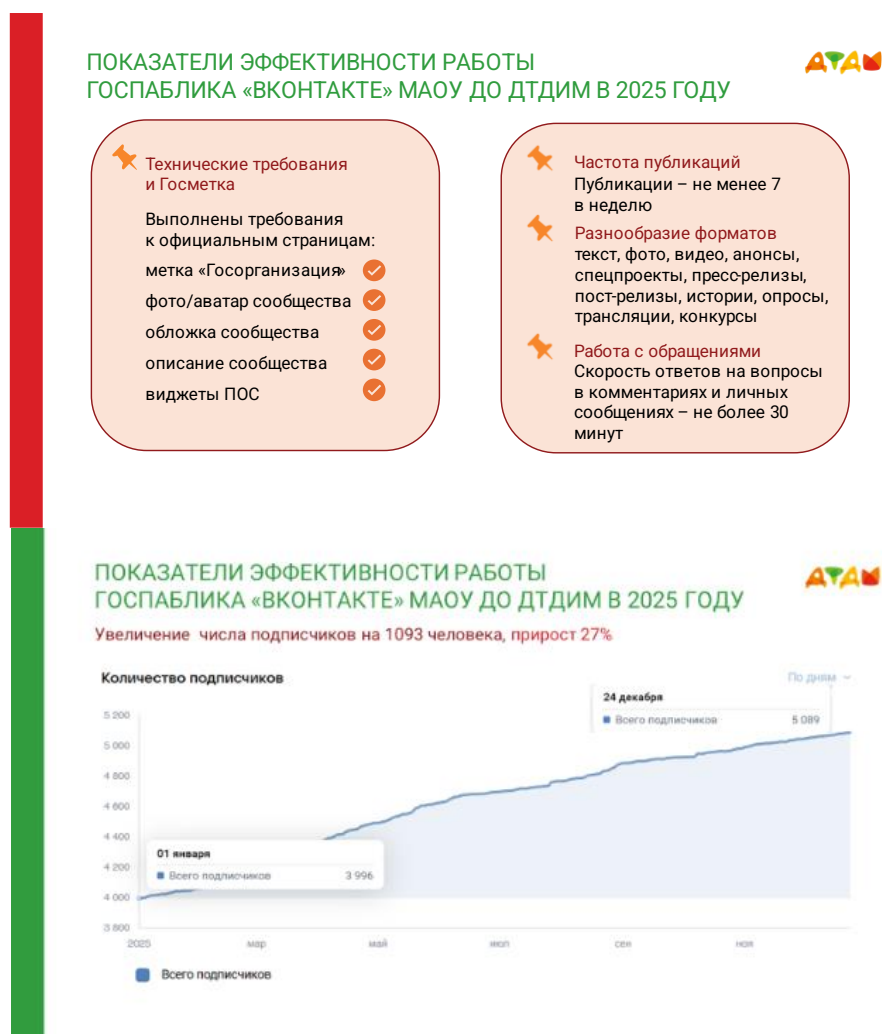 ПОКАЗАТЕЛИ ЭФФЕКТИВНОСТИ РАБОТЫ
ГОСПАБЛИКА «ВКОНТАКТЕ» МАОУ ДО ДТДИМ В 2025 ГОДУ
ДТДМ
Технические требования
и Госметка
Выполнены требования
к официальным страницам:
метка «Госорганизация»
фото/аватар сообщества
обложка сообщества
описание сообщества
виджеты ПОС
Частота публикаций
Публикации – не менее 7
в неделю
Разнообразие форматов
текст, фото, видео, анонсы,
спецпроекты, пресс-релизы,
пост-релизы, истории, опросы,
трансляции, конкурсы
Работа с обращениями
Скорость ответов на вопросы
в комментариях и личных
сообщениях – не более 30
минут
ПОКАЗАТЕЛИ ЭФФЕКТИВНОСТИ РАБОТЫ
ГОСПАБЛИКА «ВКОНТАКТЕ» МАОУ ДО ДТДИМ В 2025 ГОДУ
ДТДМ
Увеличение числа подписчиков на 1093 человека, прирост 27%
Количество подписчиков
По дням
24 декабря
Всего подписчиков 5 089
5 200
5 000
4 800
4 600
4 400
4 200
4 000
3 800
01 января
Всего подписчиков 3 996
2025 мар май июл сен ноя
Всего подписчиков